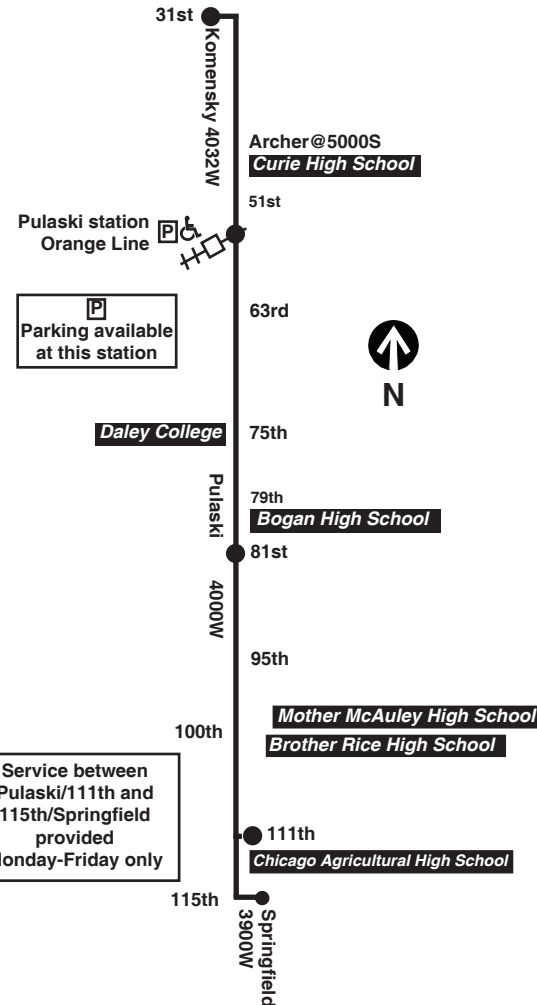 31st
Komensky 4032W
Archer@5000S
Curie High School
51st
Pulaski station
Orange Line
P
63rd
P
Parking available
at this station
N
Daley College
75th
Pulaski
79th
Bogan High School
81st
4000W
95th
Mother McAuley High School
100th
Brother Rice High School
Service between
Pulaski/111th and
115th/Springfield
provided
Monday-Friday only
111th
Chicago Agricultural High School
115th
Springfield
3900W